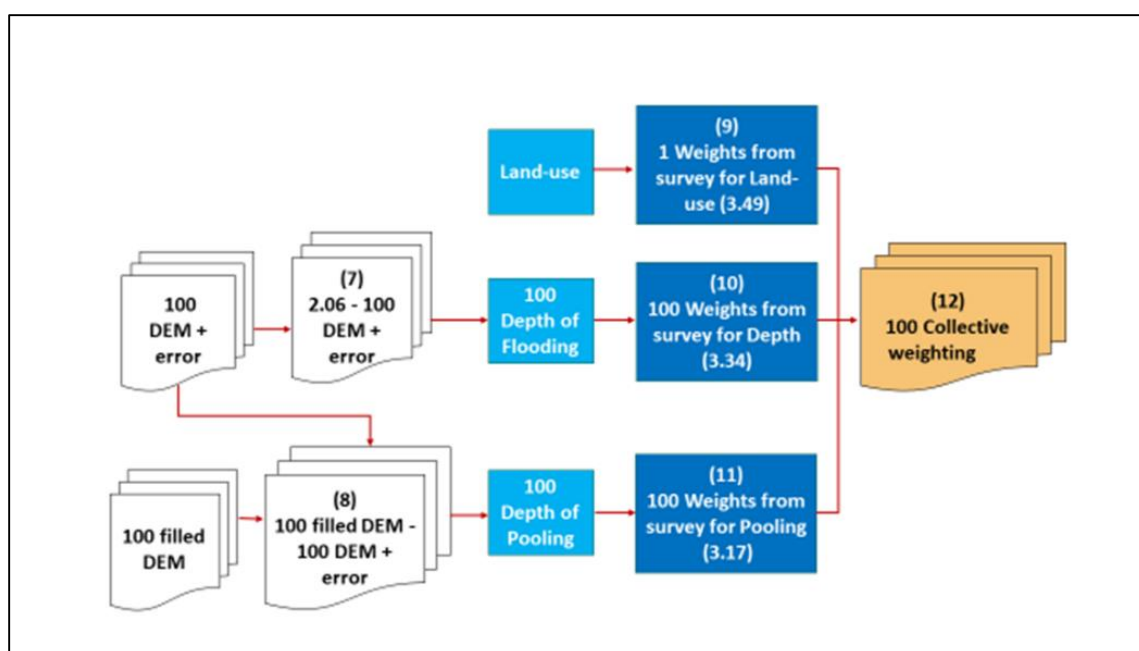 Land-use
(9)
1 Weights from
survey for Land-
use (3.49)
100
DEM +
error
(7)
2.06 - 100
DEM +
error
100
Depth of
Flooding
(10)
100 Weights from
survey for Depth
(3.34)
(12)
100 Collective
weighting
100 filled
DEM
(8)
100 filled DEM -
100 DEM +
error
100
Depth of
Pooling
(11)
100 Weights from
survey for Pooling
(3.17)